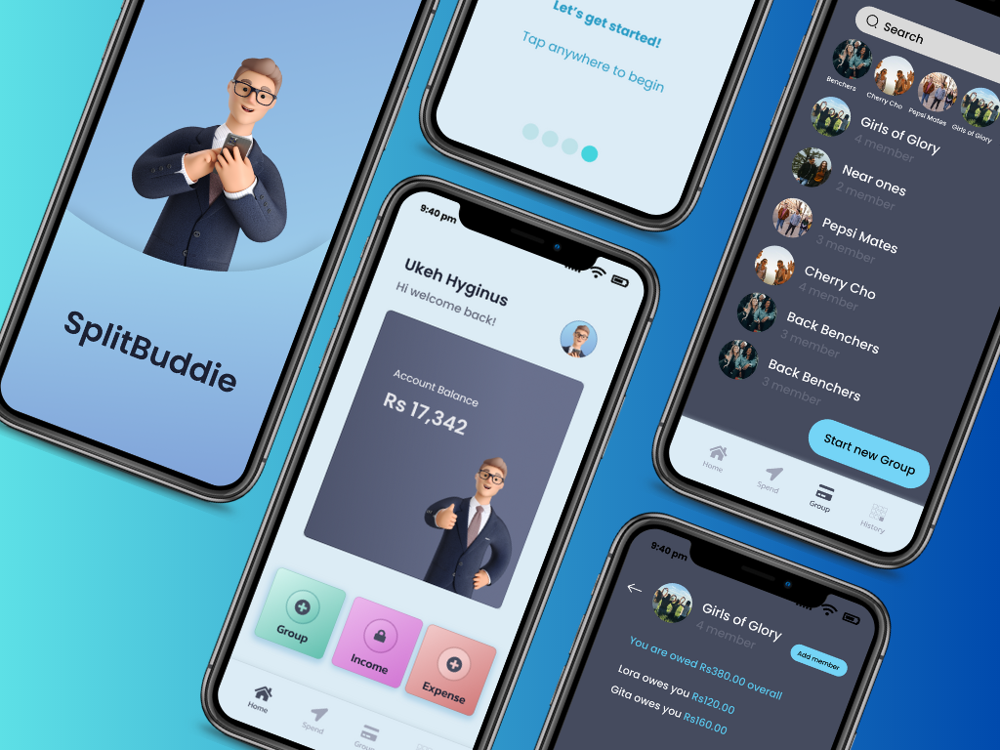 SplitBuddie
Let's get started!
Tap anywhere to begin
9:40 pm
Ukeh Hyginus
Hi welcome back!
Account Balance
Rs 17,342
Group
Income
Expense
Home
Spend
Search
Benchers
Cherry Cho
Pepsi Mates
Girls of Glory
Girls of Glory
4 member
Near ones
2 member
Pepsi Mates
3 member
Cherry Cho
4 member
Back Benchers
3 member
Back Benchers
3 member
Start new Group
Home
Spend
Group
History
9:40 pm
Girls of Glory
4 member
Add member
You are owed Rs380.00 overall
Lora owes you Rs120.00
Gita owes you Rs160.00